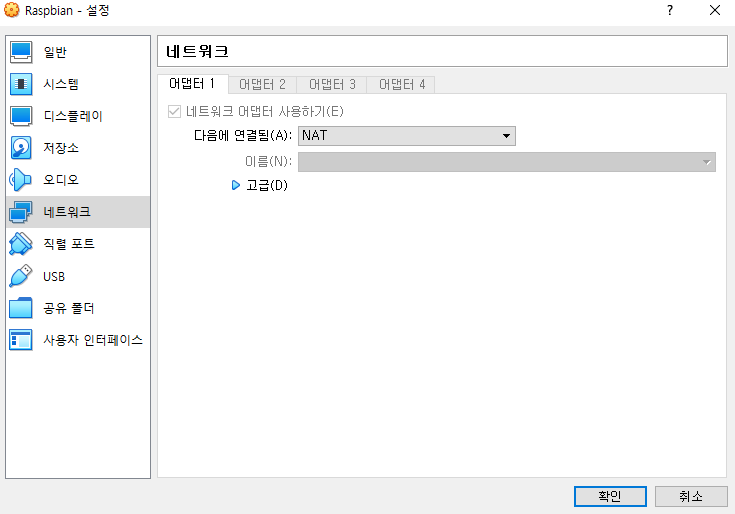 Raspbian - 설정
?
일반
시스템
디스플레이
저장소
오디오
네트워크
직렬 포트
USB
공유 폴더
사용자 인터페이스
네트워크
어댑터 1 어댑터 2 어댑터 3 어댑터 4
네트워크 어댑터 사용하기(E)
다음에 연결됨(A): NAT
이름(N):
고급(D)
확인 취소